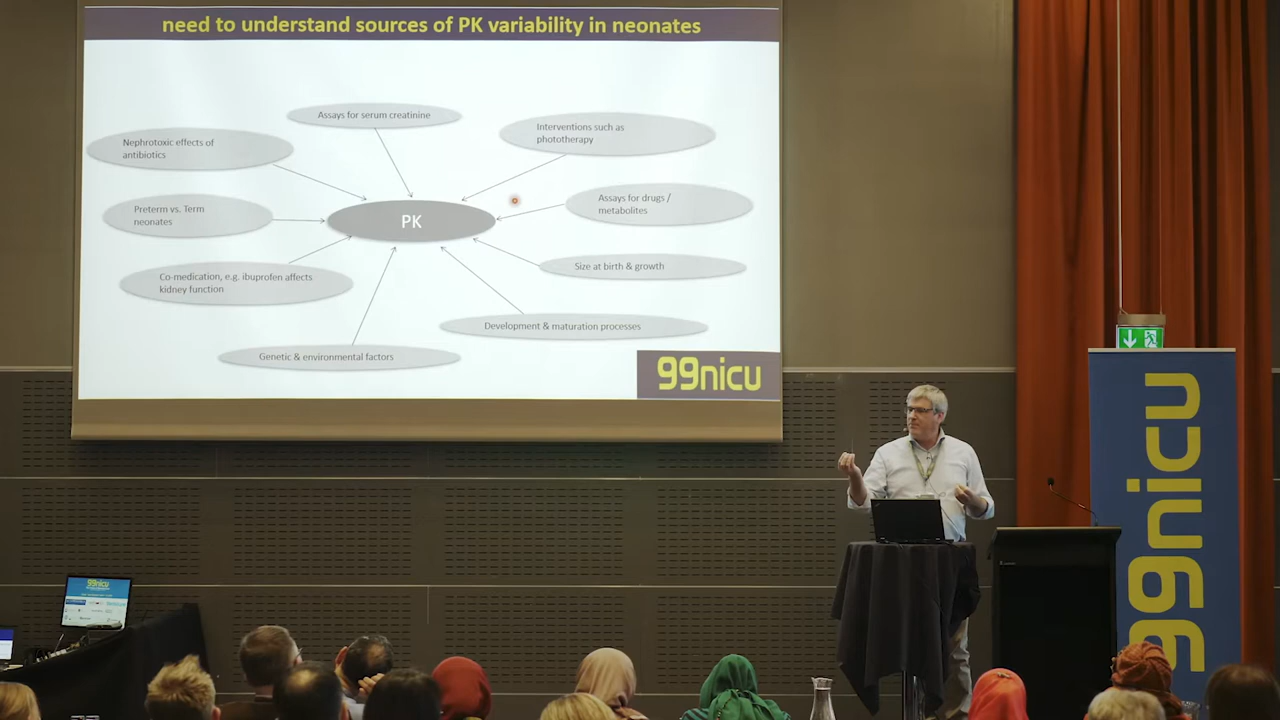 need to understand sources of PK variability in neonates
Assays for serum creatinine
Interventions such as
phototherapy
Nephrotoxic effects of
antibiotics
Assays for drugs /
metabolites
Preterm vs. Term
neonates
PK
Size at birth & growth
Co-medication, e.g. ibuprofen affects
kidney function
Development & maturation processes
Genetic & environmental factors
99nicu
99nicu
99nicu